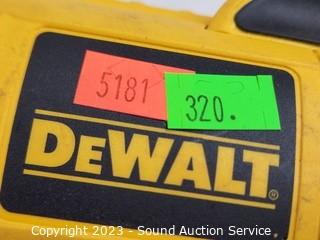 5181
320.
DEWALT®
Copyright 2023 - Sound Auction Service